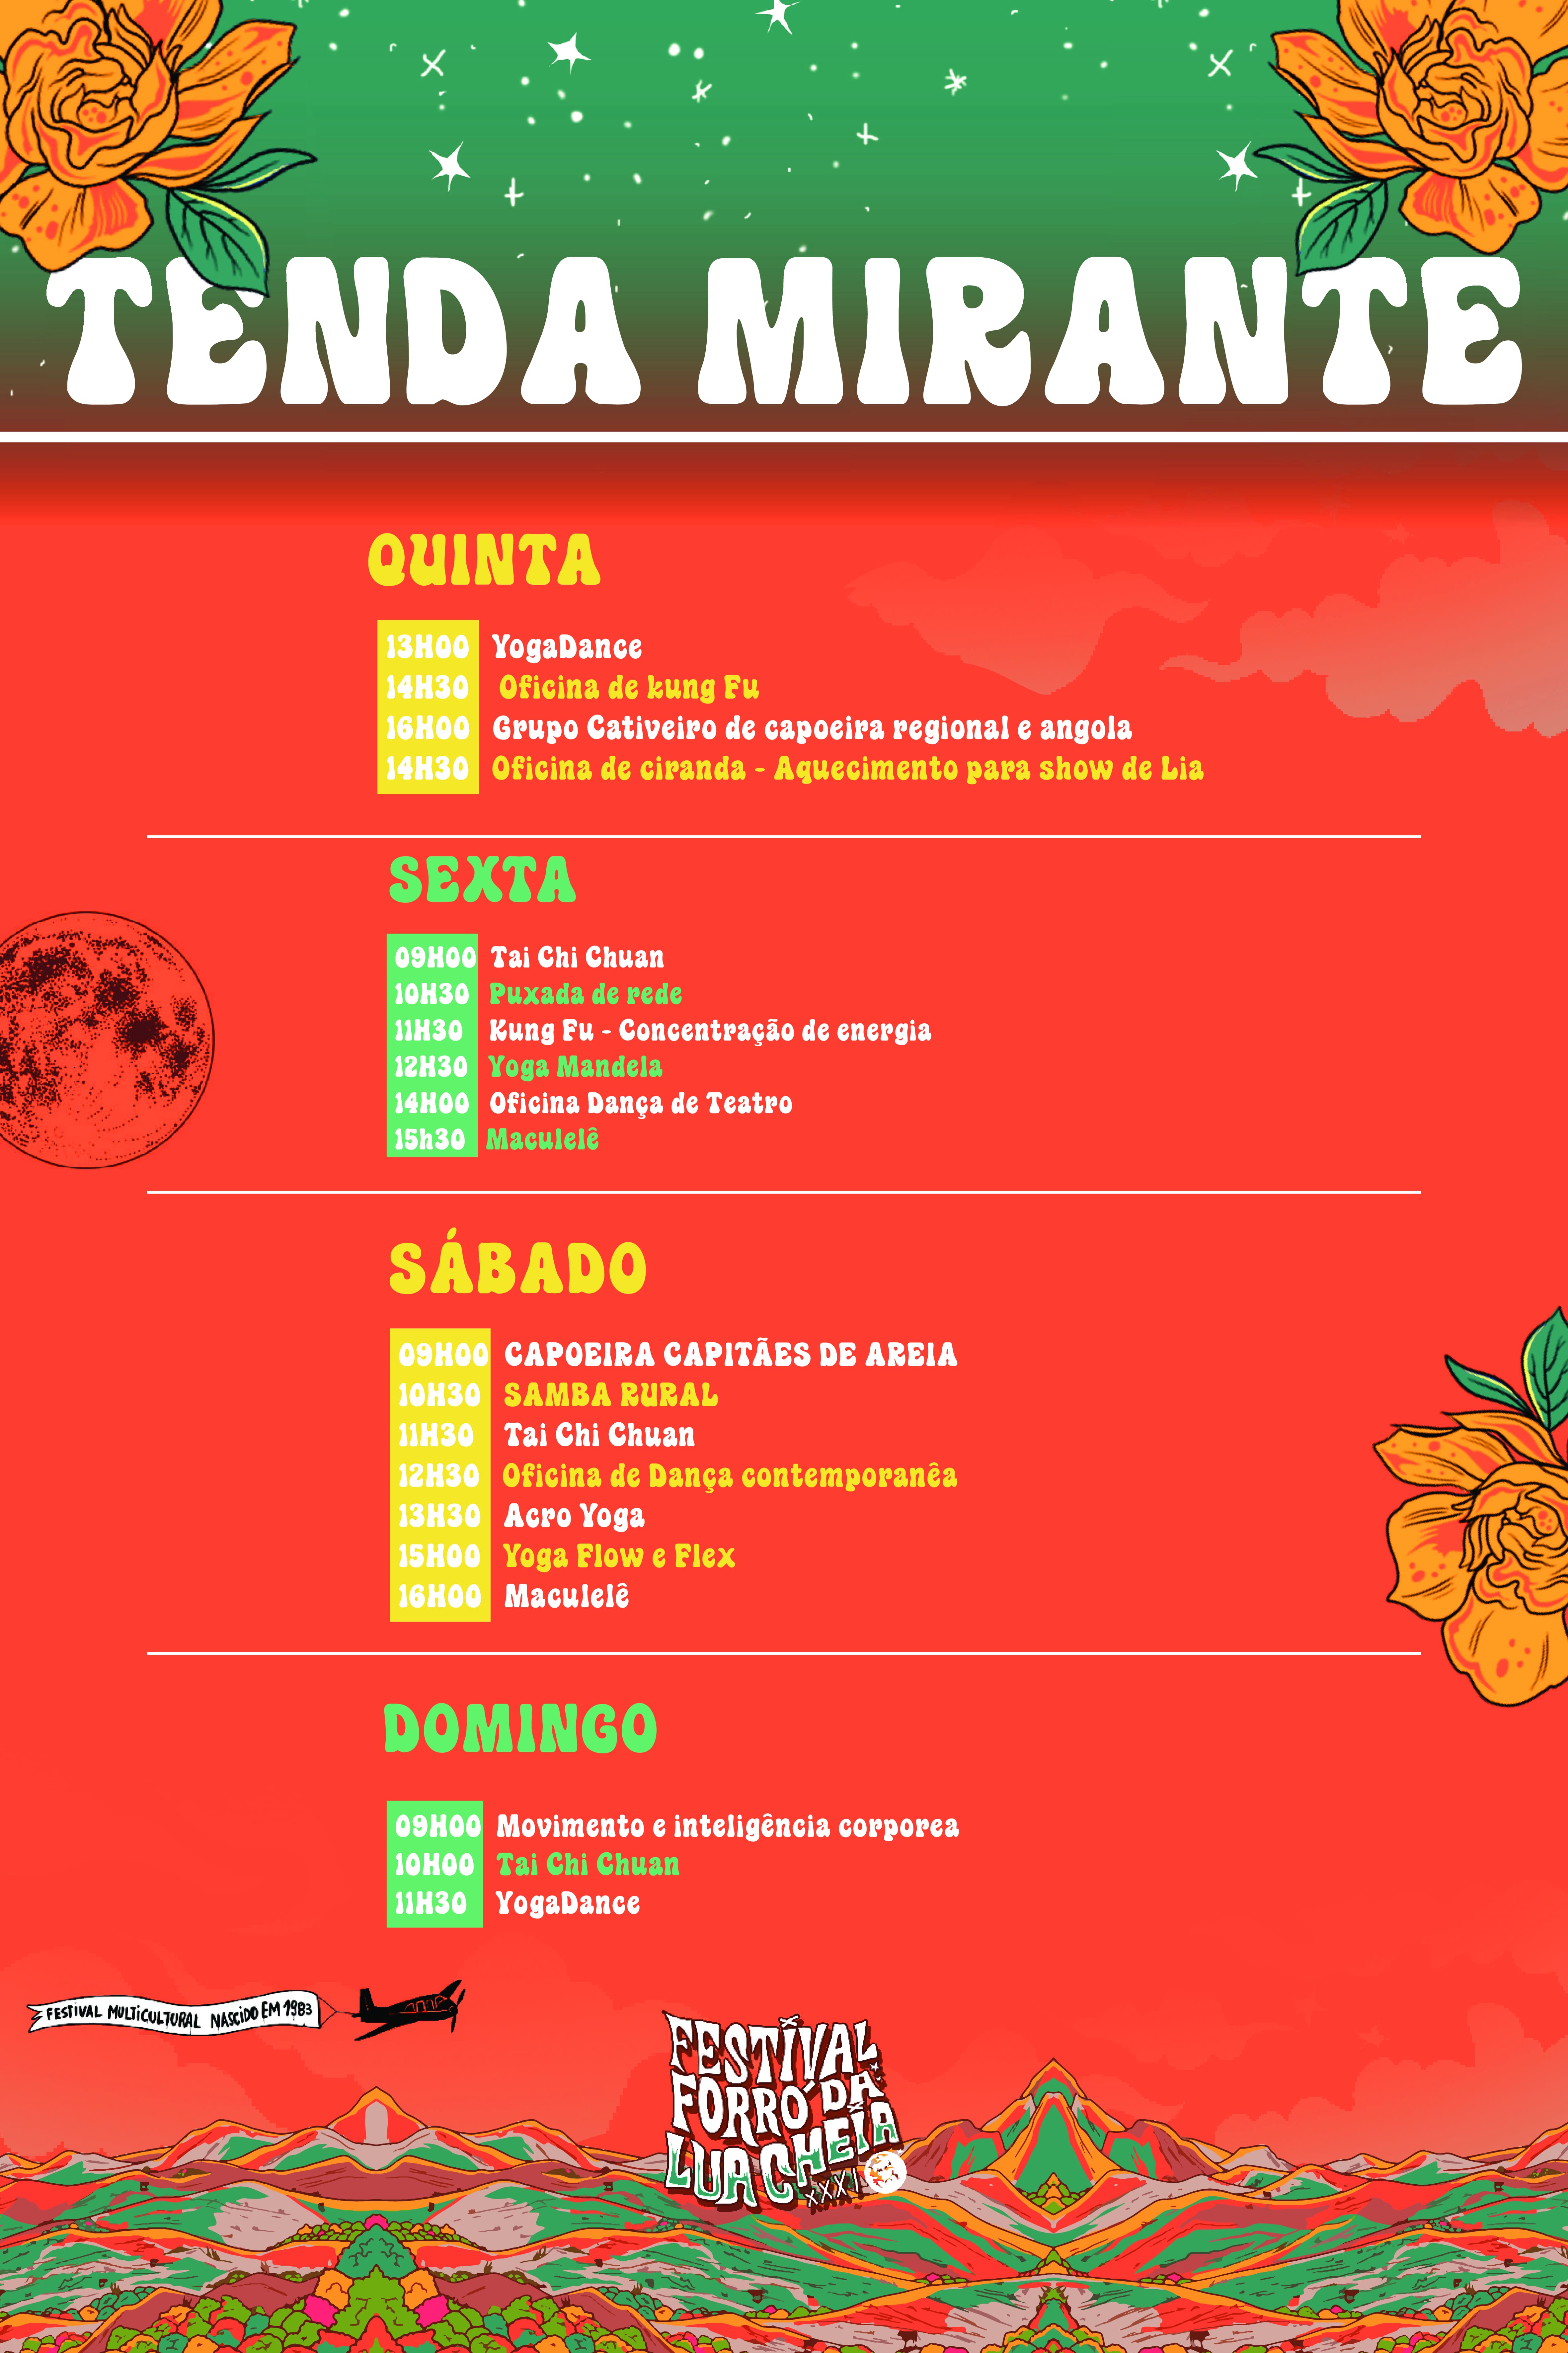 TENDA MIRANTE
QUINTA
13H00 YogaDance
14H30 Oficina de kung Fu
16H00 Grupo Cativeiro de capoeira regional e angola
14H30 Oficina de ciranda - Aquecimento para show de Lia
SEXTA
09H00 Tai Chi Chuan
10H30 Puxada de rede
11H30 Kung Fu - Concentração de energia
12H30 Yoga Mandela
14H00 Oficina Dança de Teatro
15h30 Maculelê
SÁBADO
09H00 CAPOEIRA CAPITÃES DE AREIA
10H30 SAMBA RURAL
11H30 Tai Chi Chuan
12H30 Oficina de Dança contemporanêa
13H30 Acro Yoga
15H00 Yoga Flow e Flex
16H00 Maculelê
DOMINGO
09H00 Movimento e inteligência corporea
10H00 Tai Chi Chuan
11H30 YogaDance
FESTIVAL MULTICULTURAL NASCIDO EM 1983
FESTIVAL
FORRÓ DA
LUA CHEIA
XXXI